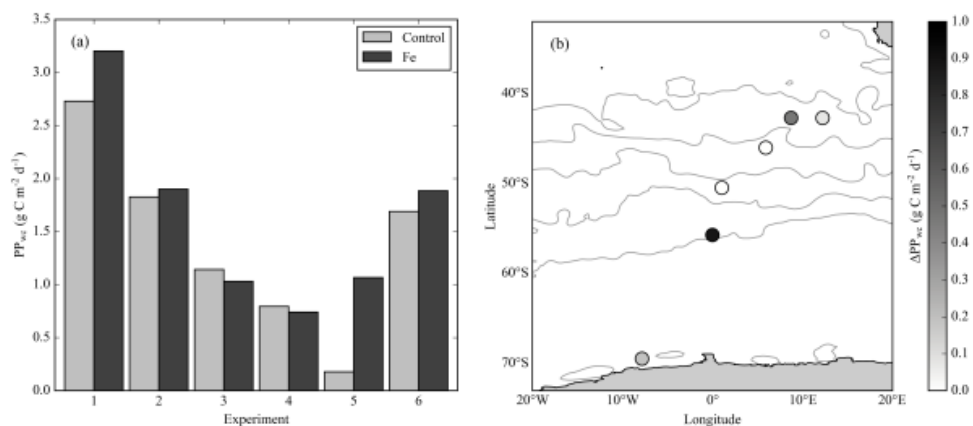 (a)
Control
Fe
3.5
3.0
2.5
2.0
1.5
1.0
0.5
0.0
PPwc (g C m⁻² d⁻¹)
1 2 3 4 5 6
Experiment
(b)
40°S
50°S
60°S
70°S
Latitude
20°W 10°W 0° 10°E 20°E
Longitude
1.0
0.9
0.8
0.7
0.6
0.5
0.4
0.3
0.2
0.1
0.0
ΔPPwc (g C m⁻² d⁻¹)